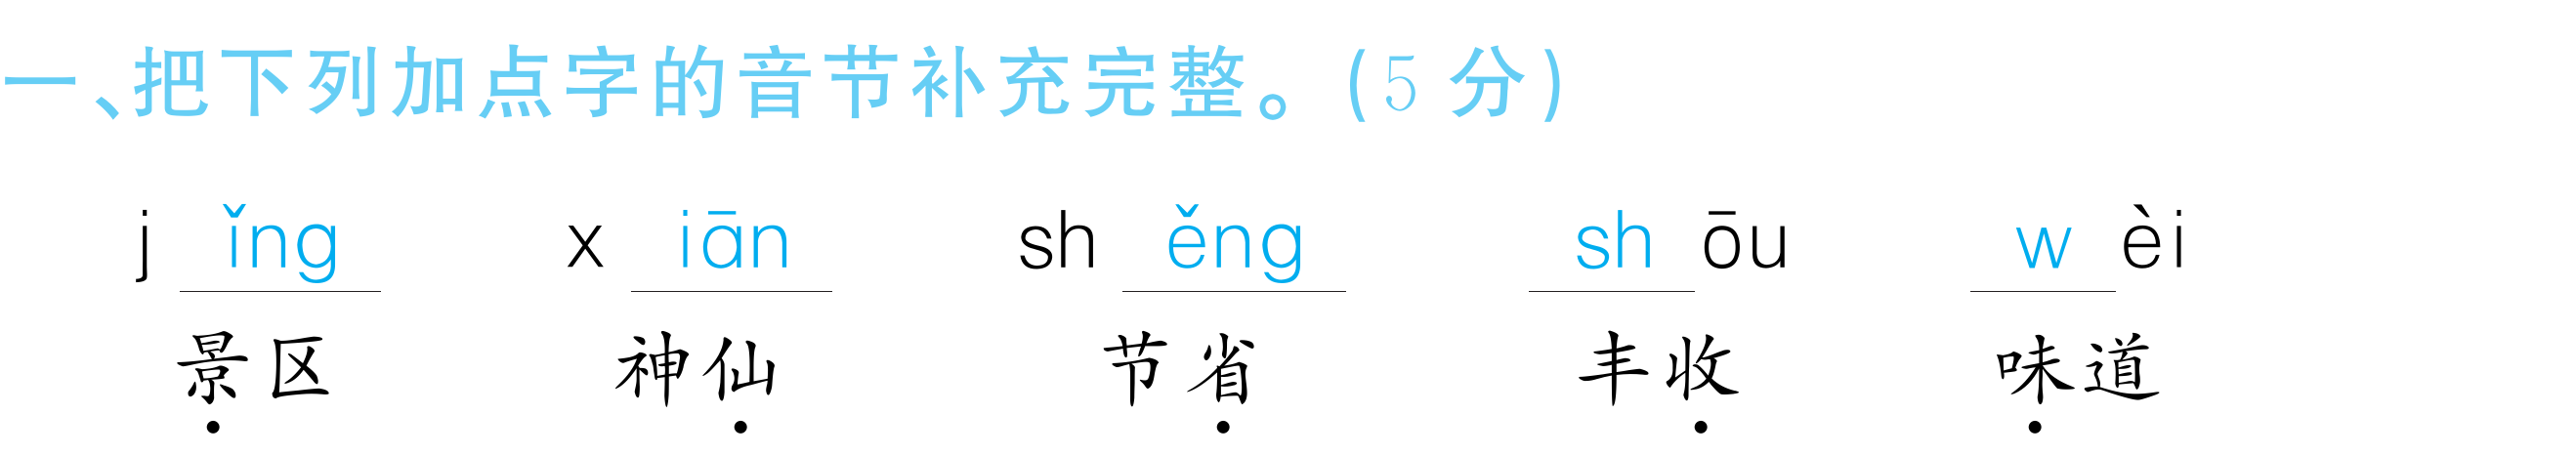 一、把下列加点字的音节补充完整。(5 分)
j ǐng x iān sh ěng sh ōu w èi
景区 神仙 节省 丰收 味道